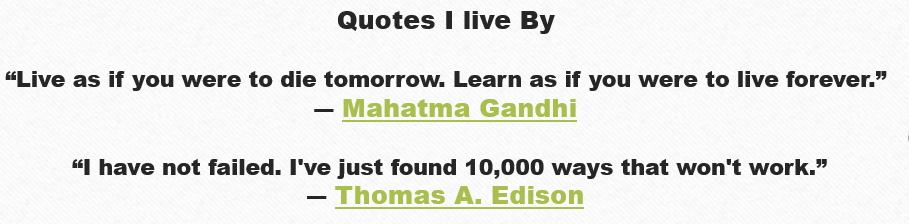 Quotes I live By
“Live as if you were to die tomorrow. Learn as if you were to live forever.”
— Mahatma Gandhi
“I have not failed. I've just found 10,000 ways that won't work.”
— Thomas A. Edison